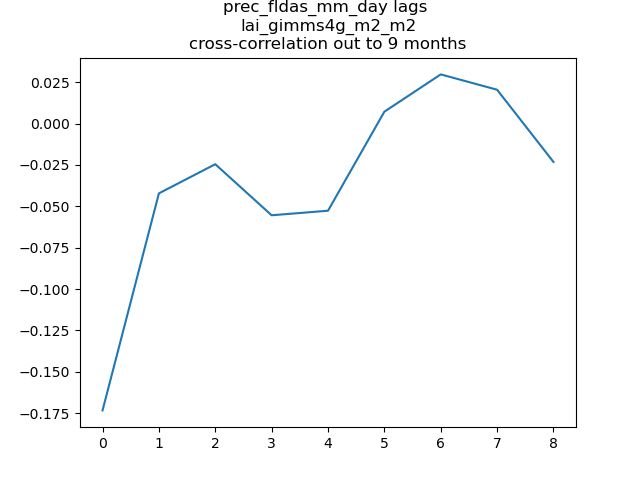 prec_fldas_mm_day lags
lai_gimms4g_m2_m2
cross-correlation out to 9 months
0.025
0.000
−0.025
−0.050
−0.075
−0.100
−0.125
−0.150
−0.175
0 1 2 3 4 5 6 7 8